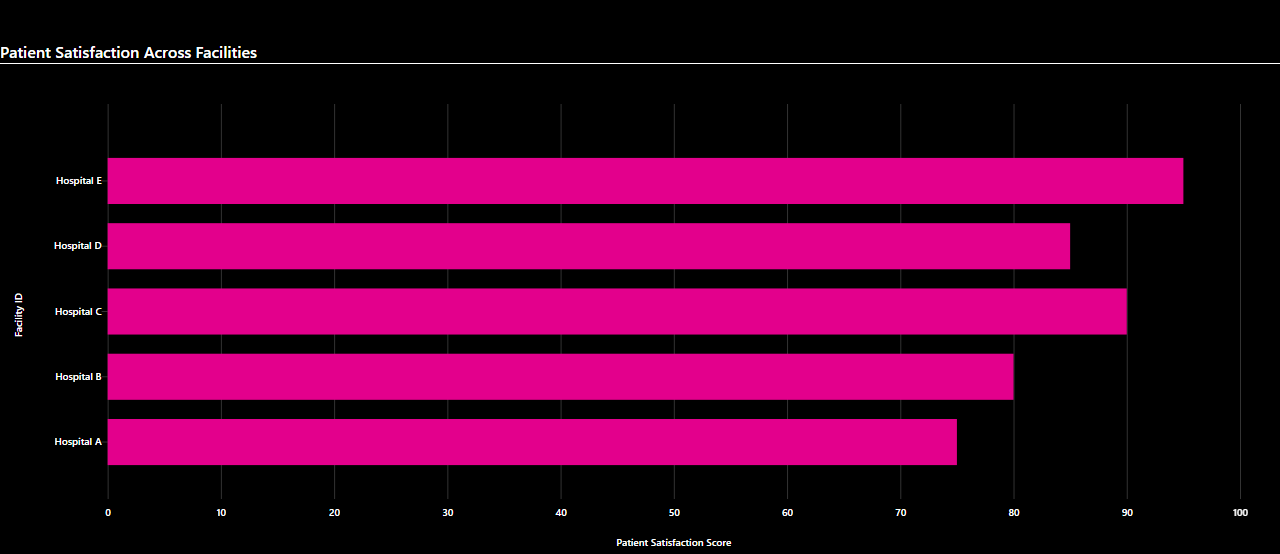 Patient Satisfaction Across Facilities
Hospital E
Hospital D
Hospital C
Hospital B
Hospital A
Facility ID
0 10 20 30 40 50 60 70 80 90 100
Patient Satisfaction Score